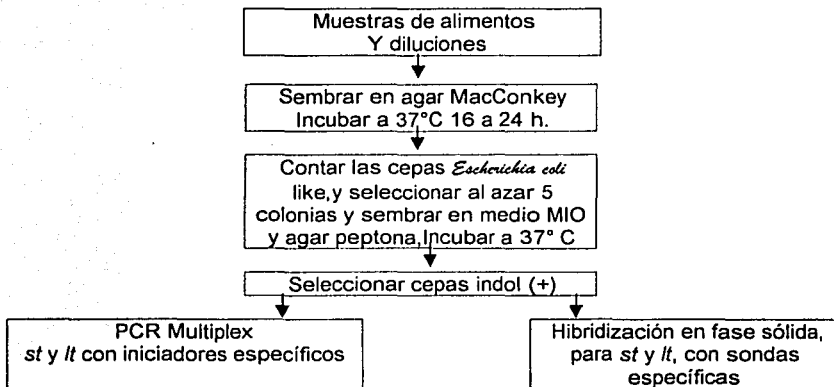 Muestras de alimentos
Y diluciones
Sembrar en agar MacConkey
Incubar a 37°C 16 a 24 h.
Contar las cepas Escherichia coli
like,y seleccionar al azar 5
colonias y sembrar en medio MIO
y agar peptona,Incubar a 37° C
Seleccionar cepas indol (+)
PCR Multiplex
st y lt con iniciadores específicos
Hibridización en fase sólida,
para st y lt, con sondas
específicas